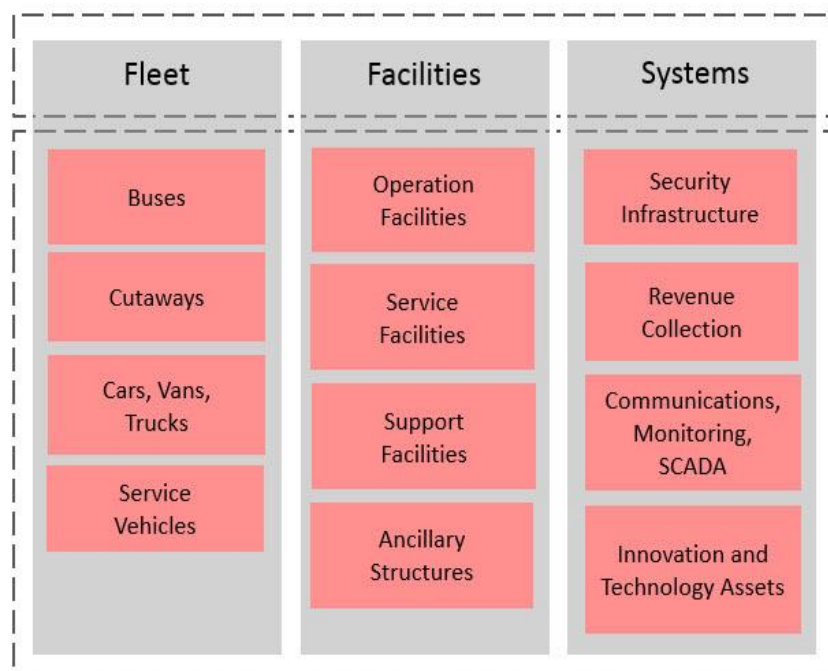 Fleet
Buses
Cutaways
Cars, Vans,
Trucks
Service
Vehicles
Facilities
Operation
Facilities
Service
Facilities
Support
Facilities
Ancillary
Structures
Systems
Security
Infrastructure
Revenue
Collection
Communications,
Monitoring,
SCADA
Innovation and
Technology Assets